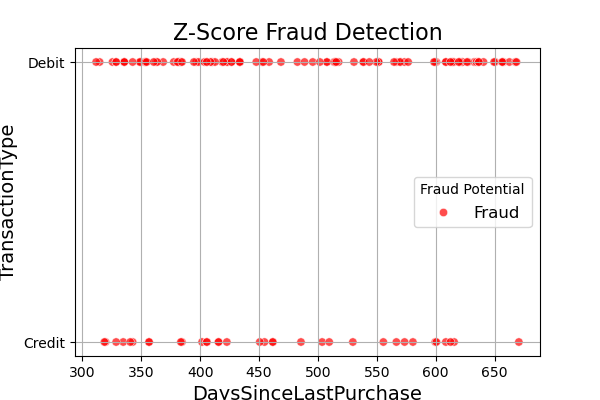 Z-Score Fraud Detection
TransactionType
Debit
Credit
Fraud Potential
Fraud
300 350 400 450 500 550 600 650
DaysSinceLastPurchase